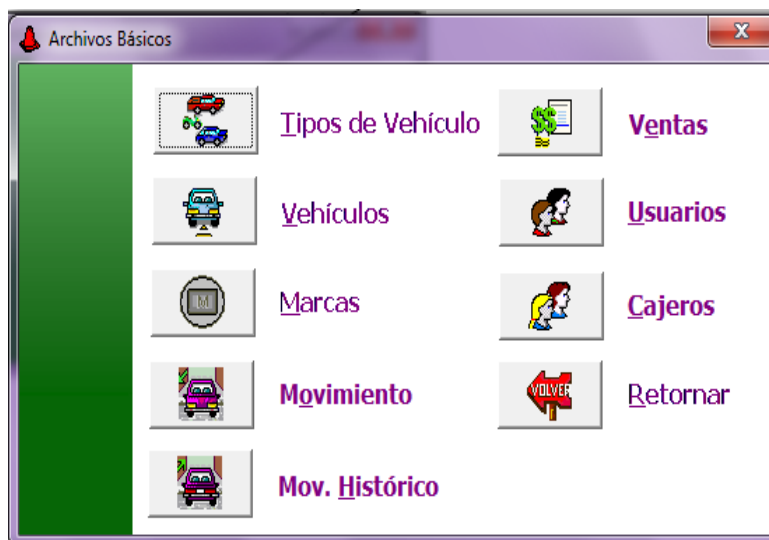 Archivos Básicos
X
Tipos de Vehículo
Ventas
Vehículos
Usuarios
M
Marcas
Cajeros
Movimiento
VOLVER
Retornar
Mov. Histórico